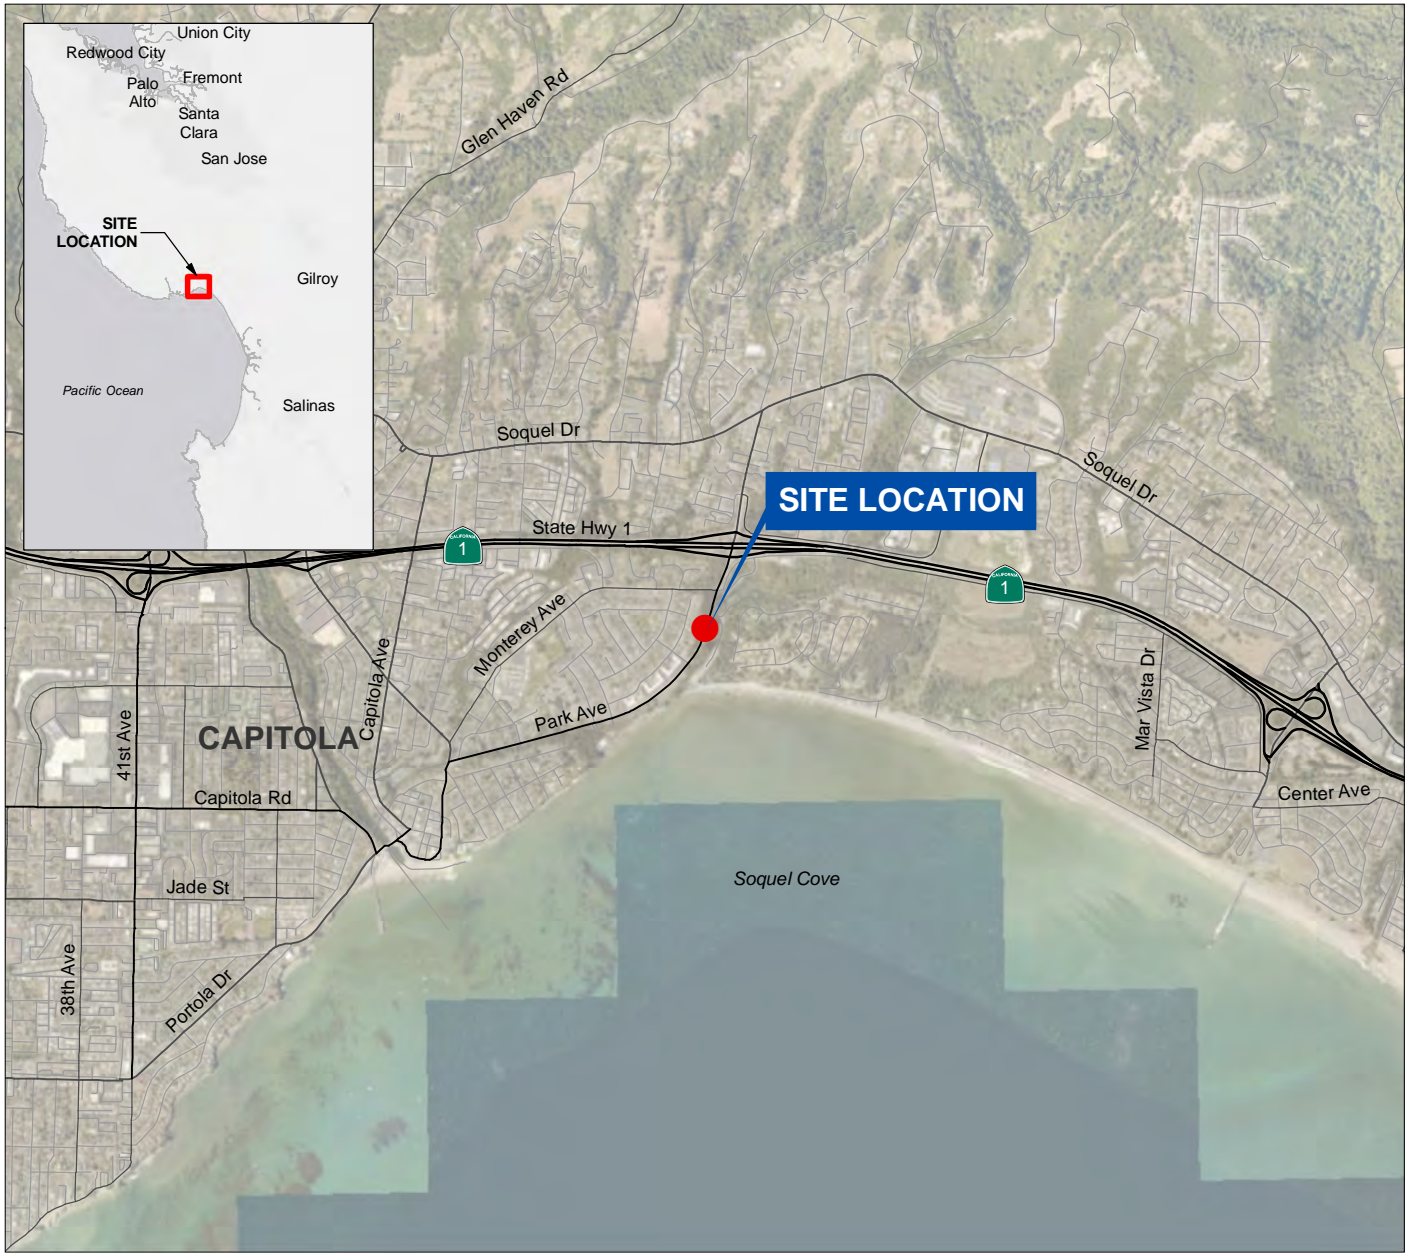 Union City
Redwood City
Fremont
Palo
Alto
Santa
Clara
San Jose
SITE
LOCATION
Gilroy
Pacific Ocean
Salinas
Glen Haven Rd
Soquel Dr
Soquel Dr
SITE LOCATION
State Hwy 1
CALIFORNIA
1
CALIFORNIA
1
Monterey Ave
Capitola Ave
Park Ave
Mar Vista Dr
41st Ave
CAPITOLA
Capitola Rd
Center Ave
Jade St
Soquel Cove
38th Ave
Portola Dr